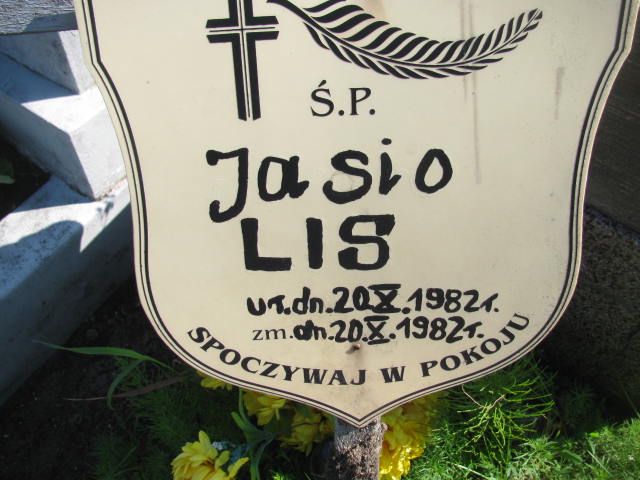 Ś.P.
Jasio
LIS
ur.dn.20.X.1982r.
zm.dn.20.X.1982r.
SPOCZYWAJ W POKOJU